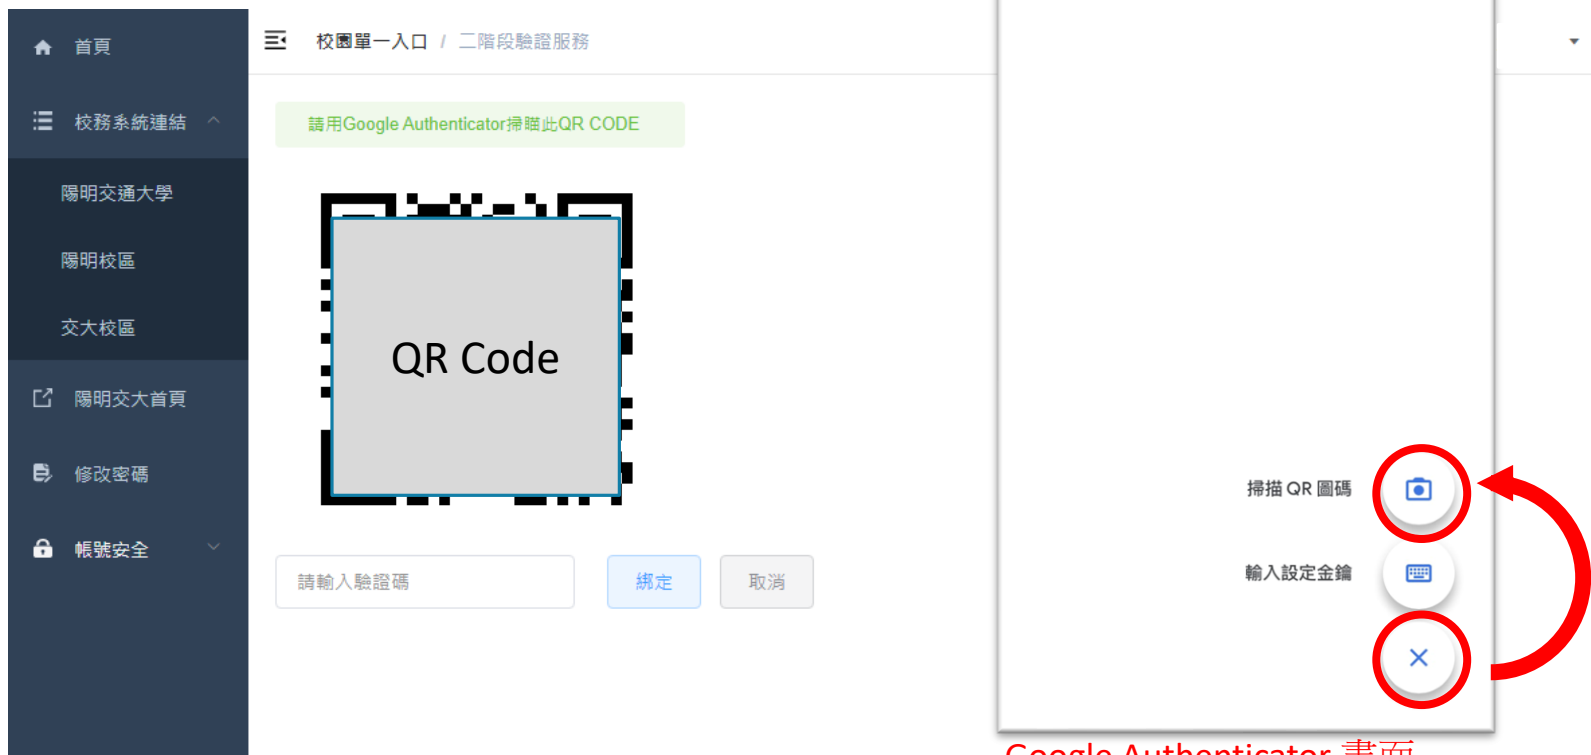 首頁
校務系統連結
陽明交通大學
陽明校區
交大校區
陽明交大首頁
修改密碼
帳號安全
校園單一入口 / 二階段驗證服務
請用Google Authenticator掃瞄此QR CODE
QR Code
請輸入驗證碼
綁定
取消
掃描 QR 圖碼
輸入設定金鑰
Google Authenticator 畫面